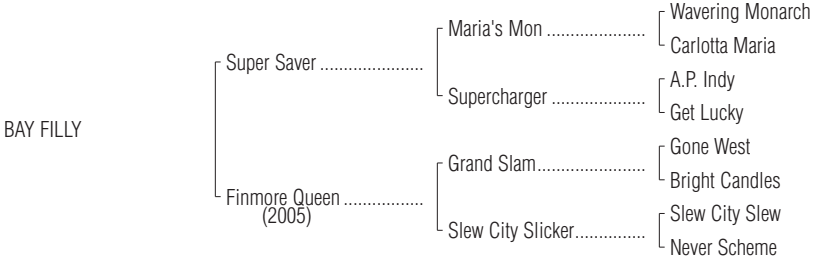 Wavering Monarch
Maria's Mon ......................
Carlotta Maria
Super Saver .......................
A.P. Indy
Supercharger .....................
Get Lucky
BAY FILLY
Gone West
Grand Slam........................
Bright Candles
Finmore Queen ..................
(2005)
Slew City Slew
Slew City Slicker................
Never Scheme